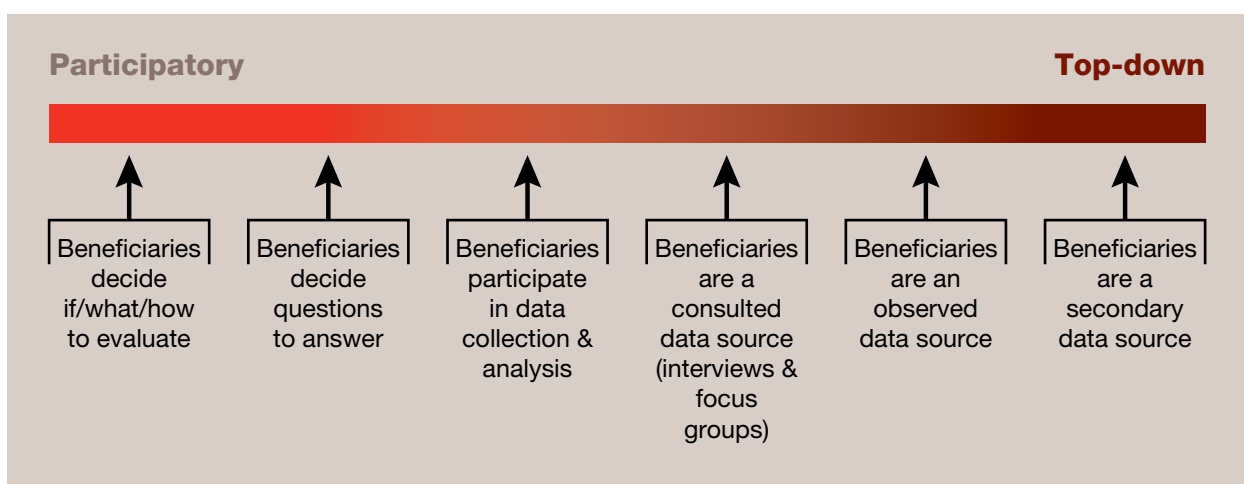 Participatory
Top-down
Beneficiaries
decide
if/what/how
to evaluate
Beneficiaries
decide
questions
to answer
Beneficiaries
participate
in data
collection &
analysis
Beneficiaries
are a
consulted
data source
(interviews &
focus
groups)
Beneficiaries
are an
observed
data source
Beneficiaries
are a
secondary
data source